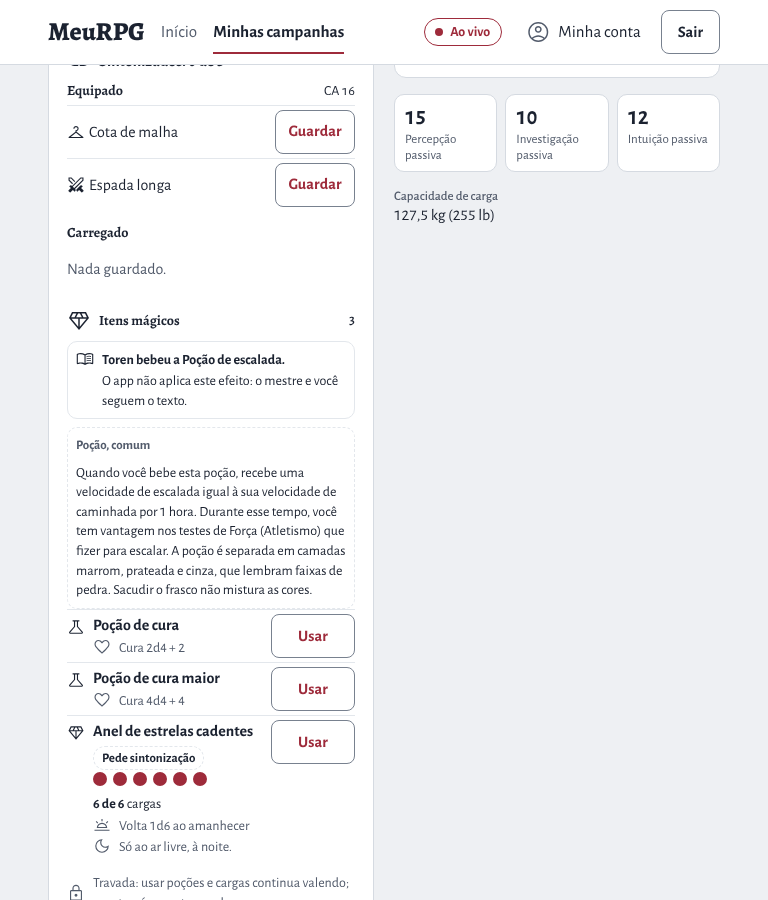 MeuRPG
Início
Minhas campanhas
Ao vivo
Minha conta
Sair
Equipado
CA 16
Cota de malha
Guardar
Espada longa
Guardar
Carregado
Nada guardado.
Itens mágicos
3
Toren bebeu a Poção de escalada.
O app não aplica este efeito: o mestre e você
seguem o texto.
Poção, comum
Quando você bebe esta poção, recebe uma
velocidade de escalada igual à sua velocidade de
caminhada por 1 hora. Durante esse tempo, você
tem vantagem nos testes de Força (Atletismo) que
fizer para escalar. A poção é separada em camadas
marrom, prateada e cinza, que lembram faixas de
pedra. Sacudir o frasco não mistura as cores.
Poção de cura
Cura 2d4 + 2
Usar
Poção de cura maior
Cura 4d4 + 4
Usar
Anel de estrelas cadentes
Usar
Pede sintonização
6 de 6 cargas
Volta 1d6 ao amanhecer
Só ao ar livre, à noite.
Travada: usar poções e cargas continua valendo;
15
Percepção
passiva
10
Investigação
passiva
12
Intuição passiva
Capacidade de carga
127,5 kg (255 lb)